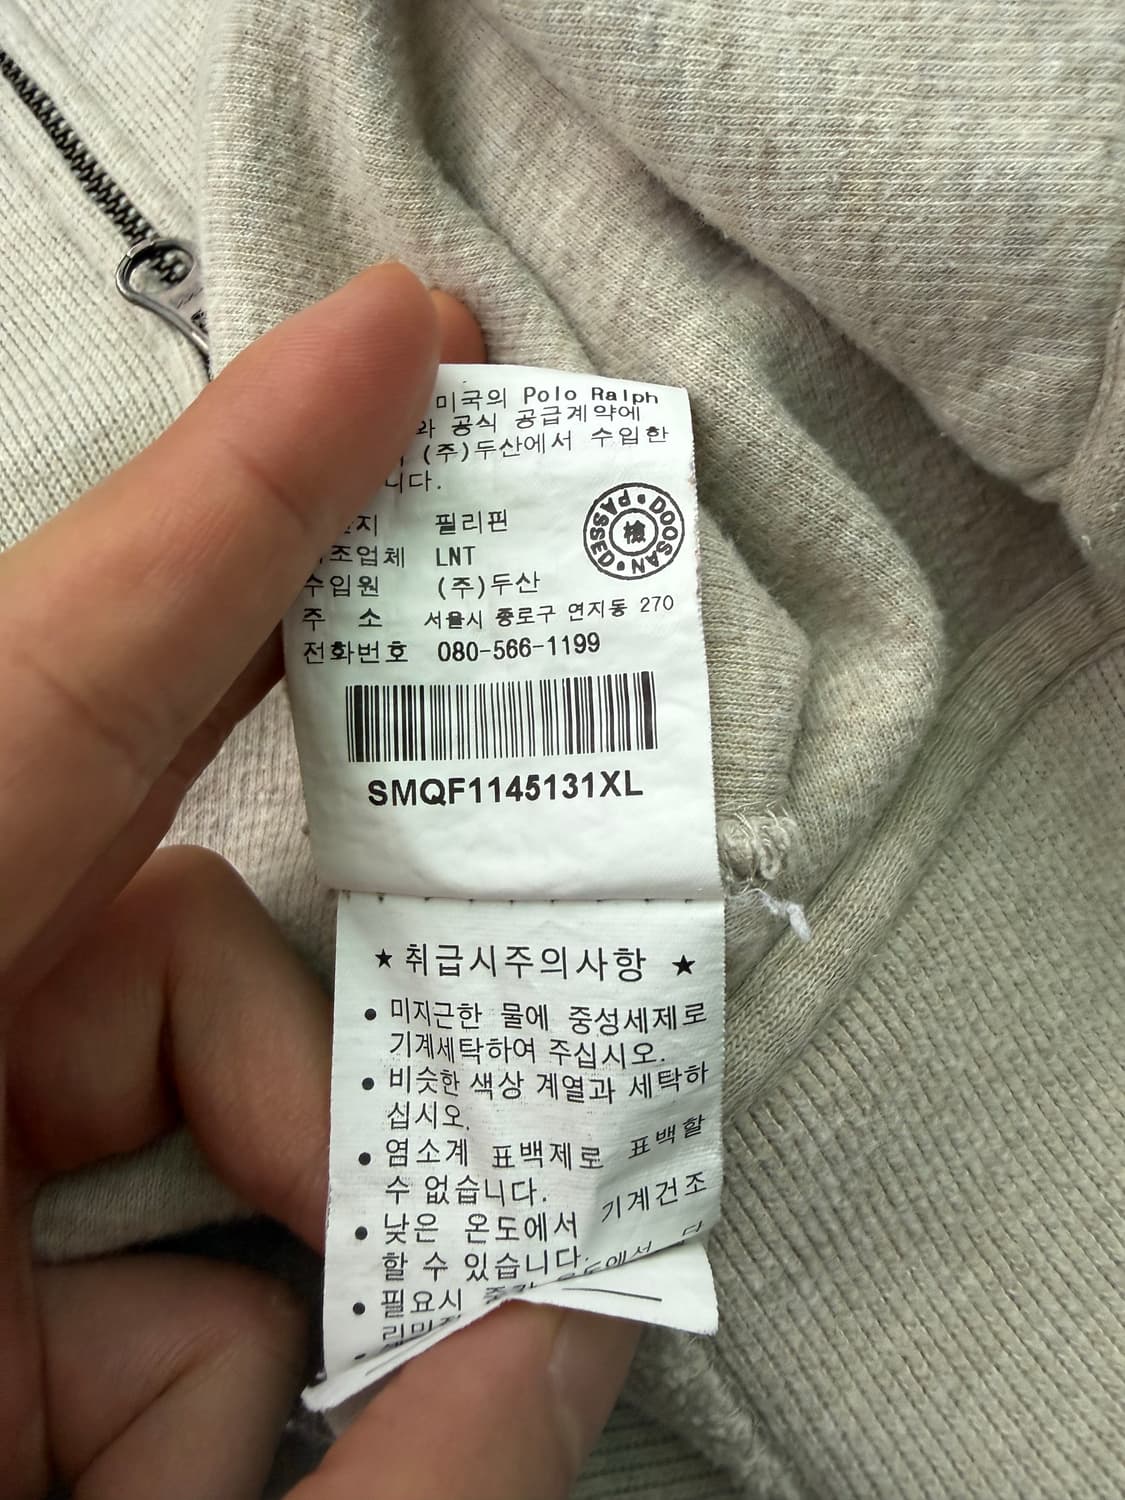 미국의 Polo Ralph
와 공식 공급계약에
(주)두산에서 수입한
니다.
필리핀
조업체 LNT
수입원 (주)두산
주 소 서울시 종로구 연지동 270
전화번호 080-566-1199
DOOSAN • PASSED •
檢
SMQF1145131XL
★ 취급시주의사항 ★
• 미지근한 물에 중성세제로
기계세탁하여 주십시오.
• 비슷한 색상 계열과 세탁하
십시오.
• 염소계 표백제로 표백할
수 없습니다.
• 낮은 온도에서 기계건조
할 수 있습니다.
• 필요시